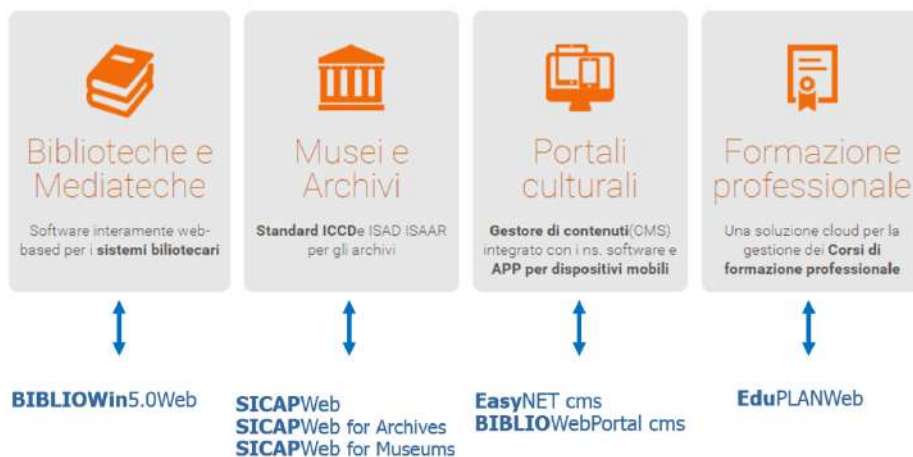 Biblioteche e
Mediateche
Software interamente web-
based per i sistemi biliotecari
Musei e
Archivi
Standard ICCDe ISAD ISAAR
per gli archivi
Portali
culturali
Gestore di contenuti(CMS)
integrato con i ns. software e
APP per dispositivi mobili
Formazione
professionale
Una soluzione cloud per la
gestione dei Corsi di
formazione professionale
BIBLIOWin5.0Web
SICAPWeb
SICAPWeb for Archives
SICAPWeb for Museums
EasyNET cms
BIBLIOWebPortal cms
EduPLANWeb